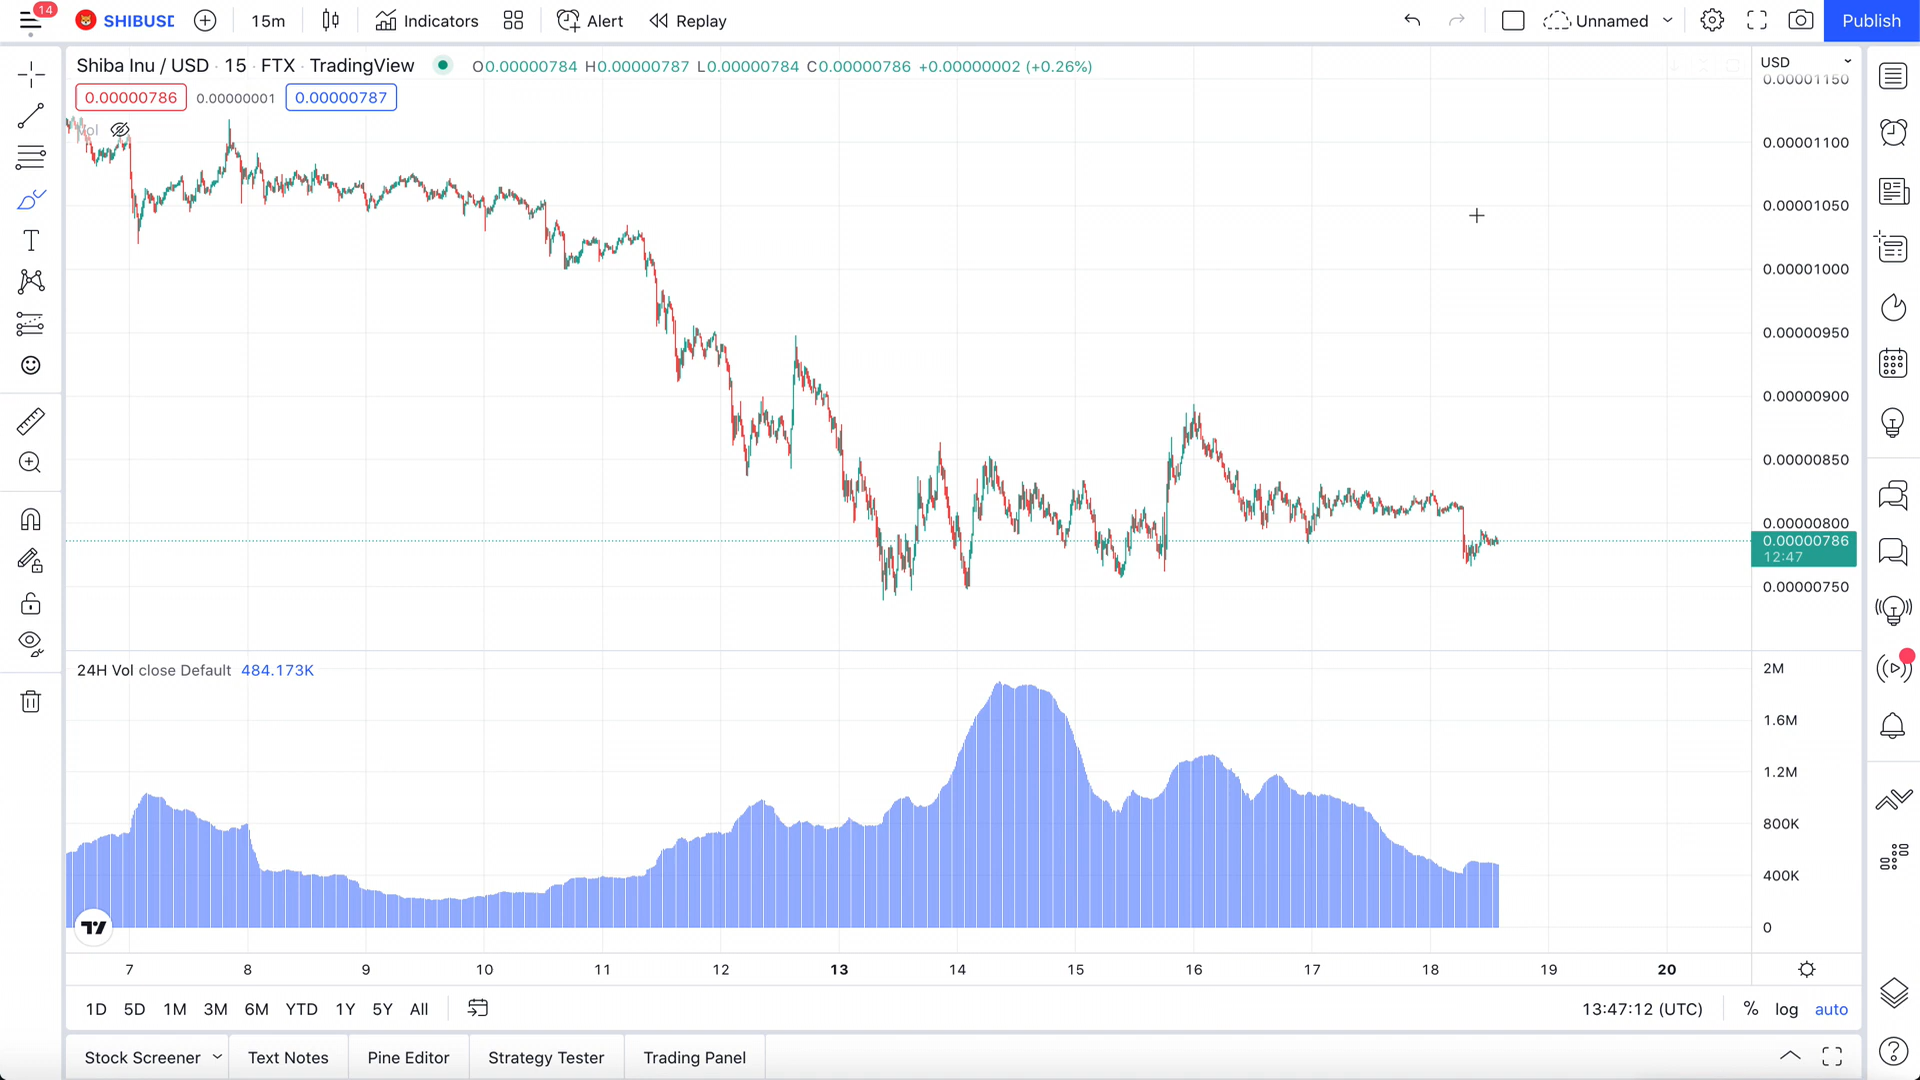 14
SHIBUSD
15m
Indicators
Alert
Replay
Unnamed
Publish
Shiba Inu / USD · 15 · FTX · TradingView
O0.00000784 H0.00000787 L0.00000784 C0.00000786 +0.00000002 (+0.26%)
USD
0.00000786 0.00000001 0.00000787
Vol
0.00001150
0.00001100
0.00001050
0.00001000
0.00000950
0.00000900
0.00000850
0.00000800
0.00000786
12:47
0.00000750
24H Vol close Default 484.173K
2M
1.6M
1.2M
800K
400K
0
7 8 9 10 11 12 13 14 15 16 17 18 19 20
1D 5D 1M 3M 6M YTD 1Y 5Y All
13:47:12 (UTC)
% log auto
Stock Screener
Text Notes
Pine Editor
Strategy Tester
Trading Panel